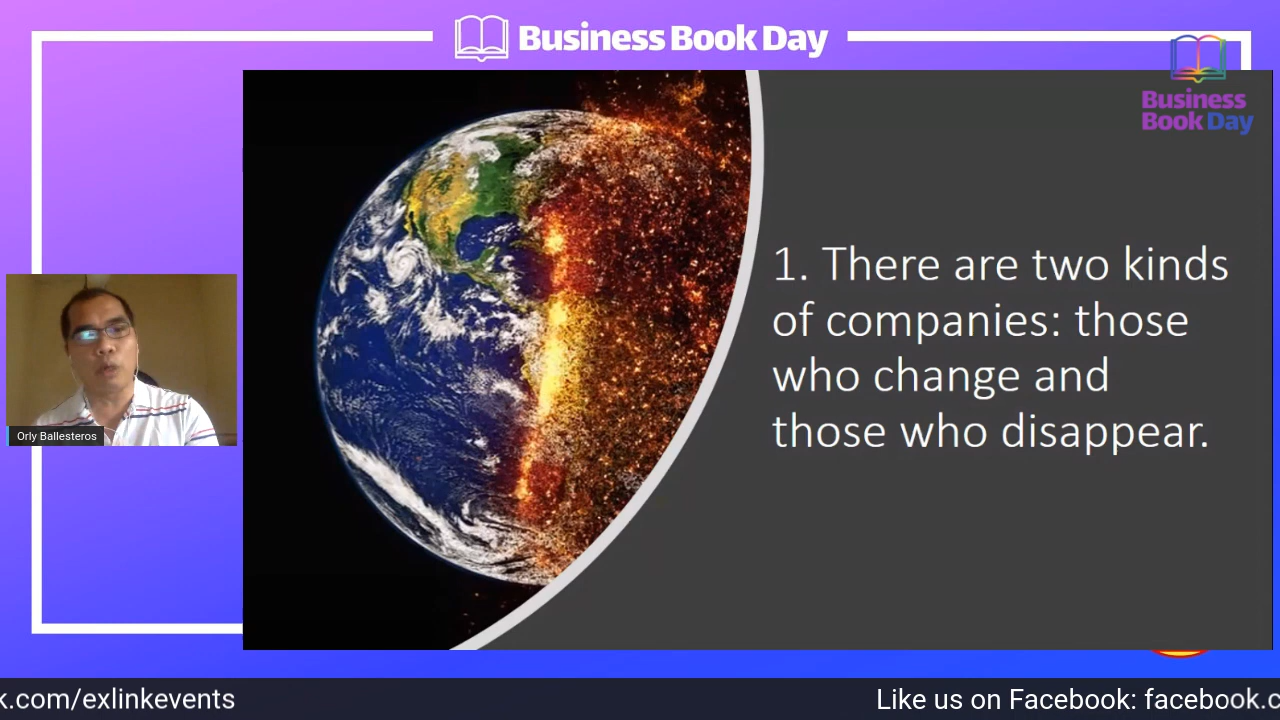 Business Book Day
Business
Book Day
1. There are two kinds
of companies: those
who change and
those who disappear.
Orly Ballesteros
k.com/exlinkevents
Like us on Facebook: facebook.c